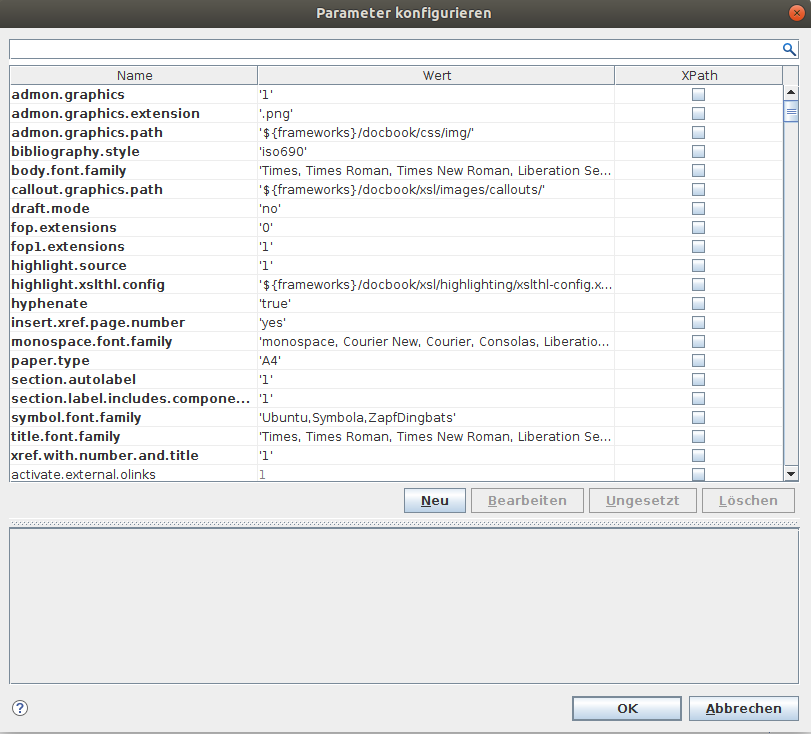 Parameter konfigurieren
Name Wert XPath
admon.graphics '1'
admon.graphics.extension '.png'
admon.graphics.path '${frameworks}/docbook/css/img/'
bibliography.style 'iso690'
body.font.family 'Times, Times Roman, Times New Roman, Liberation Se...
callout.graphics.path '${frameworks}/docbook/xsl/images/callouts/'
draft.mode 'no'
fop.extensions '0'
fop1.extensions '1'
highlight.source '1'
highlight.xslthl.config '${frameworks}/docbook/xsl/highlighting/xslthl-config.x...
hyphenate 'true'
insert.xref.page.number 'yes'
monospace.font.family 'monospace, Courier New, Courier, Consolas, Liberatio...
paper.type 'A4'
section.autolabel '1'
section.label.includes.compone... '1'
symbol.font.family 'Ubuntu,Symbola,ZapfDingbats'
title.font.family 'Times, Times Roman, Times New Roman, Liberation Se...
xref.with.number.and.title '1'
activate.external.olinks 1
Neu Bearbeiten Ungesetzt Löschen
? OK Abbrechen